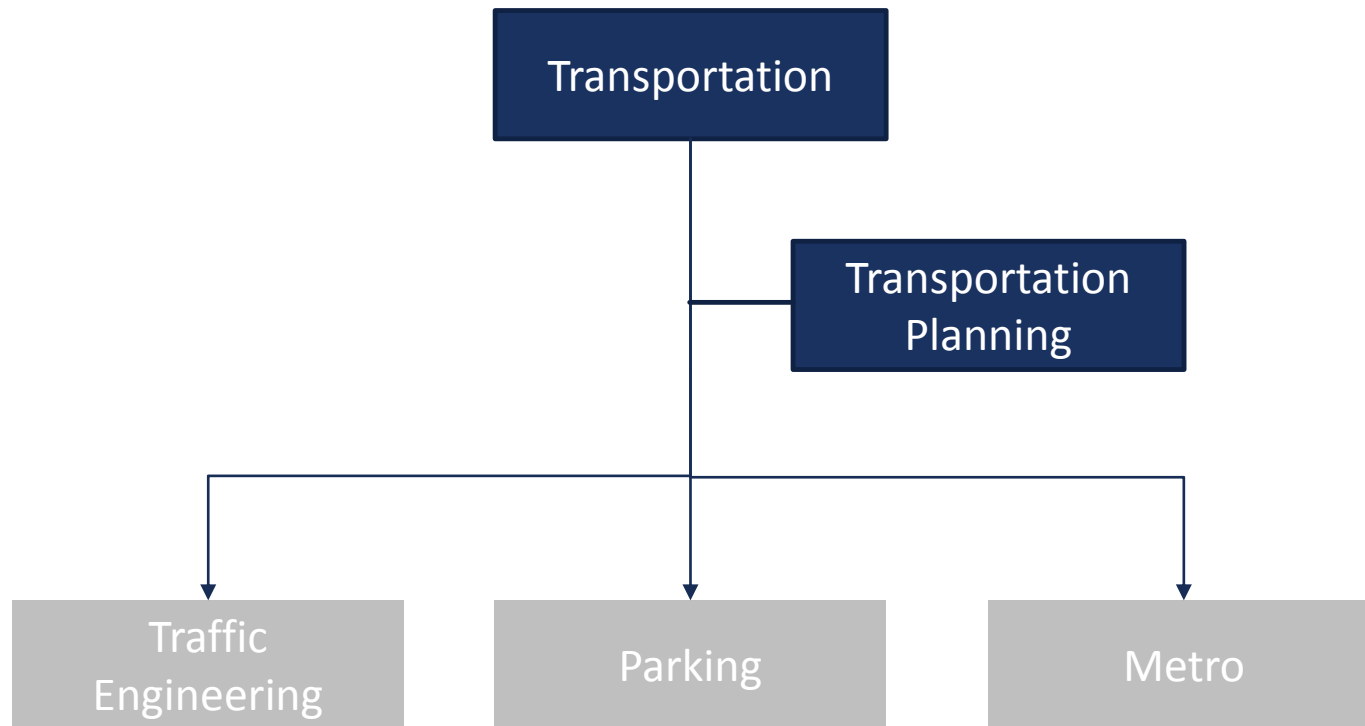 Transportation
Transportation
Planning
Traffic
Engineering
Parking
Metro